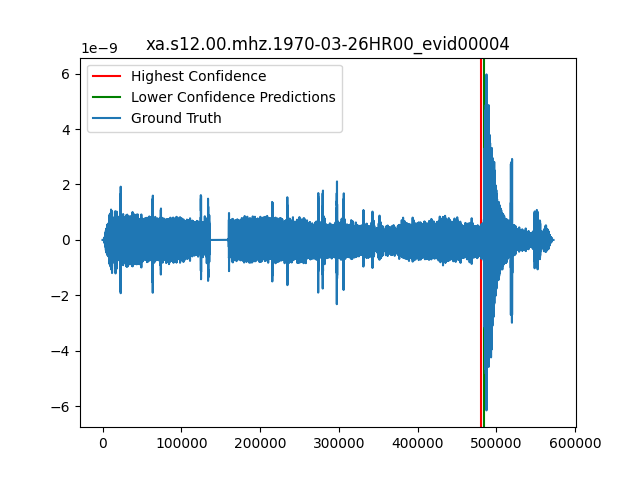 xa.s12.00.mhz.1970-03-26HR00_evid00004
1e−9
Highest Confidence
Lower Confidence Predictions
Ground Truth
6
4
2
0
−2
−4
−6
0 100000 200000 300000 400000 500000 600000